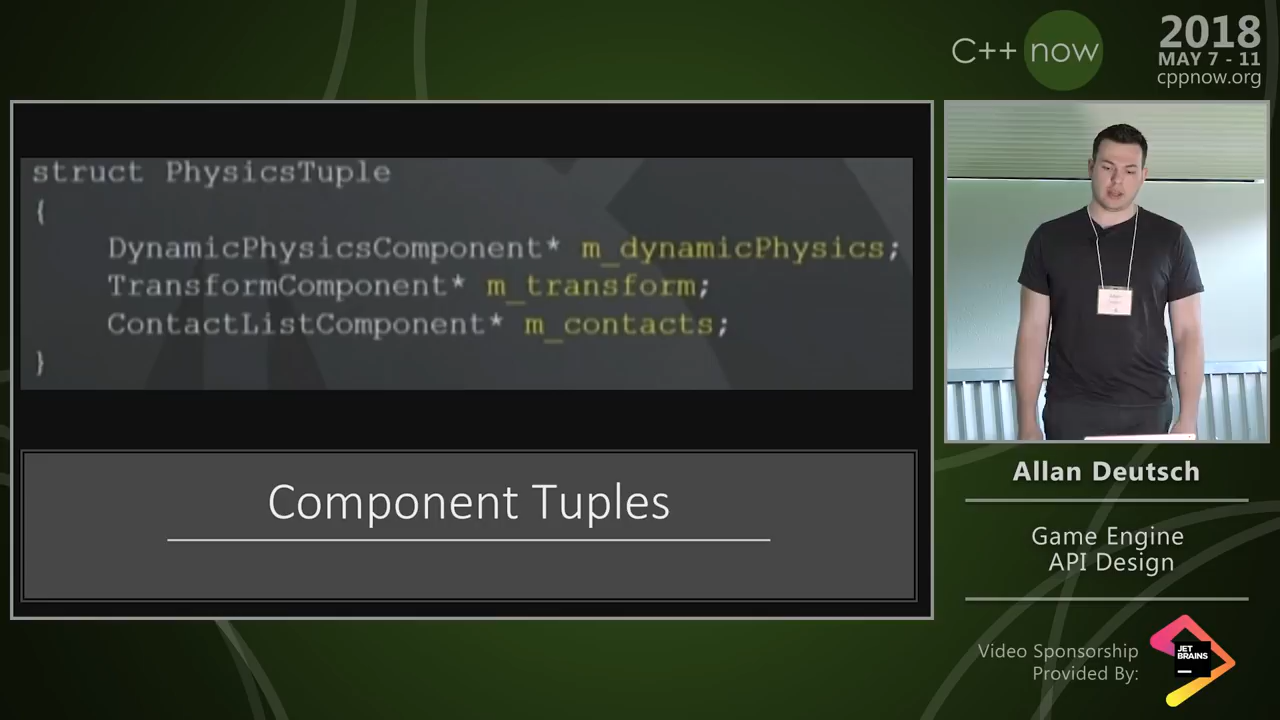 C++ now
2018
MAY 7 - 11
cppnow.org
struct PhysicsTuple
{
DynamicPhysicsComponent* m_dynamicPhysics;
TransformComponent* m_transform;
ContactListComponent* m_contacts;
}
Component Tuples
Allan Deutsch
Game Engine
API Design
Video Sponsorship
Provided By:
JET
BRAINS